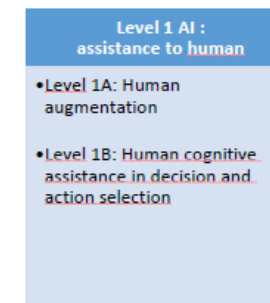 Level 1 AI :
assistance to human
•Level 1A: Human
augmentation
•Level 1B: Human cognitive
assistance in decision and
action selection